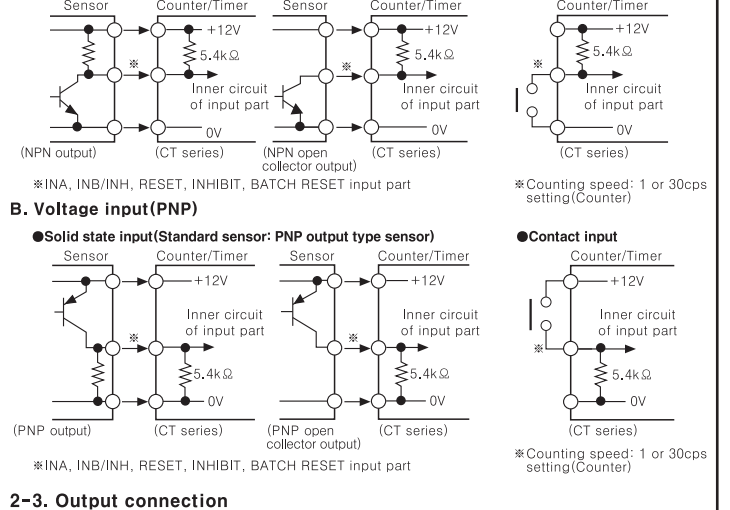 Sensor Counter/Timer Sensor Counter/Timer Counter/Timer
+12V +12V +12V
5.4kΩ 5.4kΩ 5.4kΩ
※ ※ ※
Inner circuit of input part
Inner circuit of input part
Inner circuit of input part
0V 0V 0V
(NPN output) (CT series) (NPN open collector output) (CT series) (CT series)
※INA, INB/INH, RESET, INHIBIT, BATCH RESET input part
※Counting speed: 1 or 30cps
setting(Counter)
B. Voltage input(PNP)
●Solid state input(Standard sensor: PNP output type sensor)
●Contact input
Sensor Counter/Timer Sensor Counter/Timer Counter/Timer
+12V +12V +12V
Inner circuit of input part
Inner circuit of input part
Inner circuit of input part
※ ※ ※
5.4kΩ 5.4kΩ 5.4kΩ
0V 0V 0V
(PNP output) (CT series) (PNP open collector output) (CT series) (CT series)
※INA, INB/INH, RESET, INHIBIT, BATCH RESET input part
※Counting speed: 1 or 30cps
setting(Counter)
2-3. Output connection